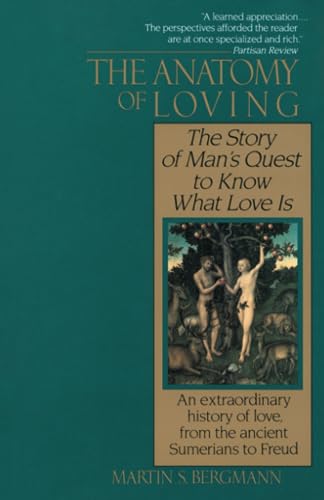 "A learned appreciation....
The perspectives afforded the reader
are at once specialized and rich."
Partisan Review
THE ANATOMY
OF LOVING
The Story
of Man's Quest
to Know
What Love Is
An extraordinary
history of love,
from the ancient
Sumerians to Freud
MARTIN S. BERGMANN